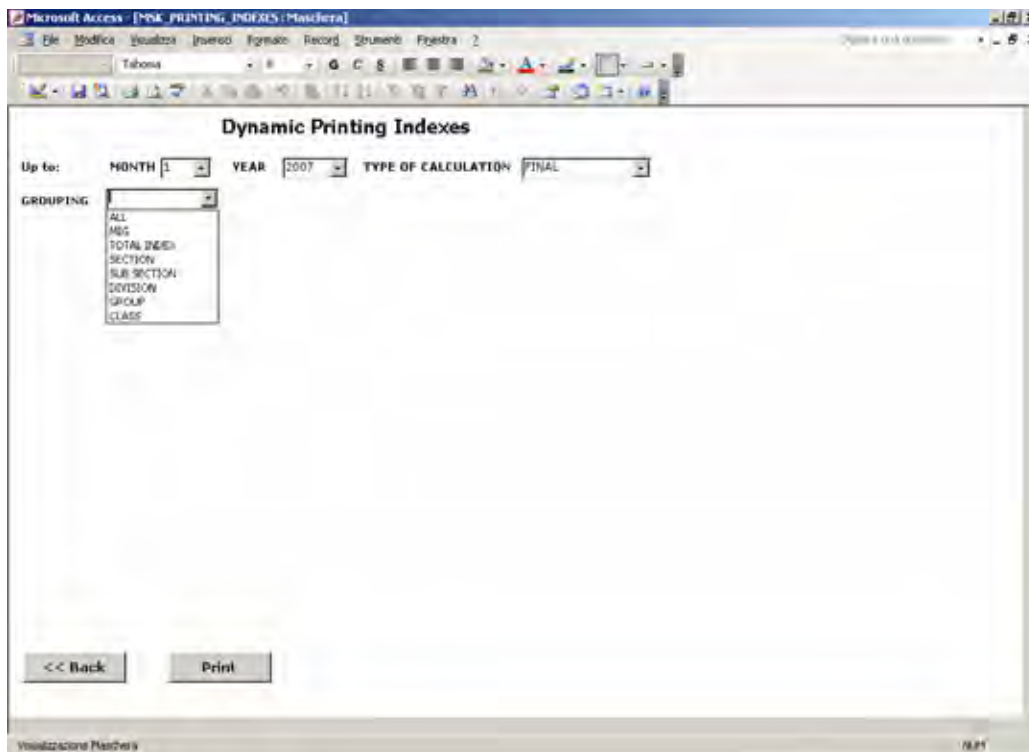 Microsoft Access - [MSK_PRINTING_INDEXES : Maschera]
File Modifica Visualizza Inserisci Formato Record Strumenti Finestra ?
Tahoma 8 G C S
Dynamic Printing Indexes
Up to: MONTH 1 YEAR 2007 TYPE OF CALCULATION FINAL
GROUPING
ALL
MIG
TOTAL INDEX
SECTION
SUB SECTION
DIVISION
GROUP
CLASS
<< Back Print
Visualizzazione Maschera NUM